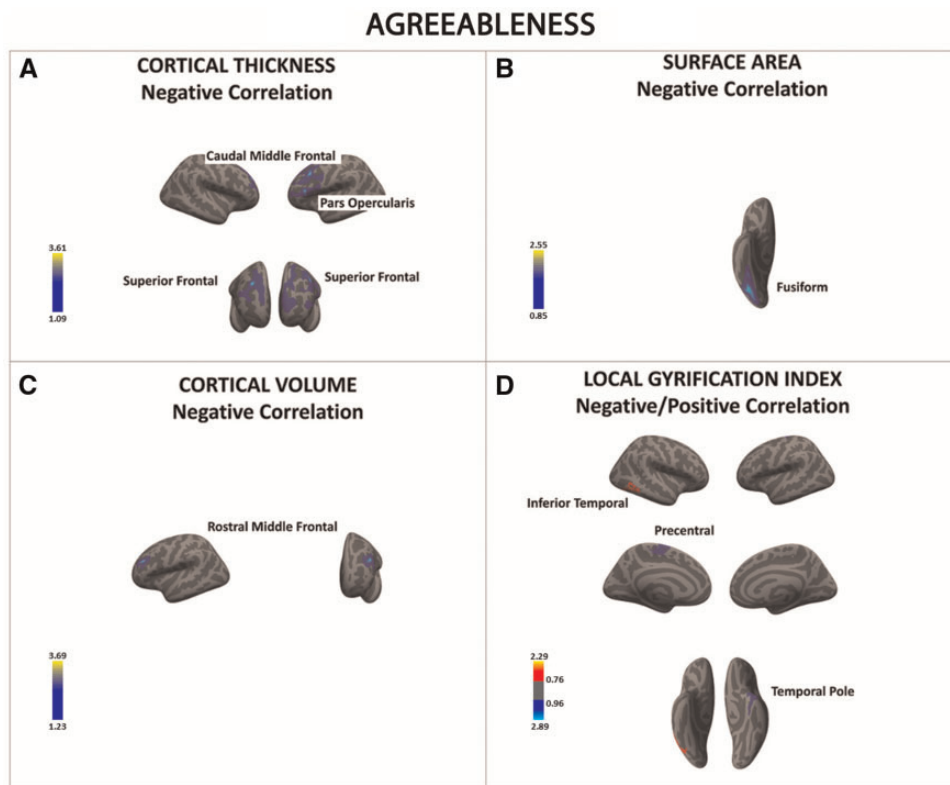 AGREEABLENESS
A
CORTICAL THICKNESS
Negative Correlation
Caudal Middle Frontal
Pars Opercularis
3.61
1.09
Superior Frontal
Superior Frontal
B
SURFACE AREA
Negative Correlation
2.55
0.85
Fusiform
C
CORTICAL VOLUME
Negative Correlation
Rostral Middle Frontal
3.69
1.23
D
LOCAL GYRIFICATION INDEX
Negative/Positive Correlation
Inferior Temporal
Precentral
2.29
0.76
0.96
2.89
Temporal Pole